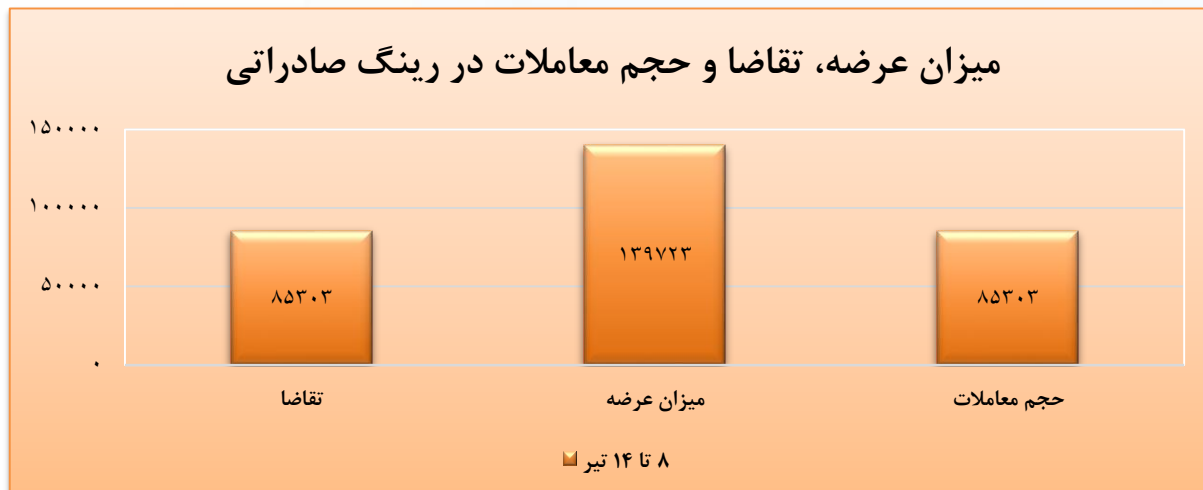 میزان عرضه، تقاضا و حجم معاملات در رینگ صادراتی
۱۵۰۰۰۰
۱۰۰۰۰۰
۵۰۰۰۰
۰
۸۵۳۰۳
۱۳۹۷۲۳
۸۵۳۰۳
تقاضا
میزان عرضه
حجم معاملات
۸ تا ۱۴ تیر